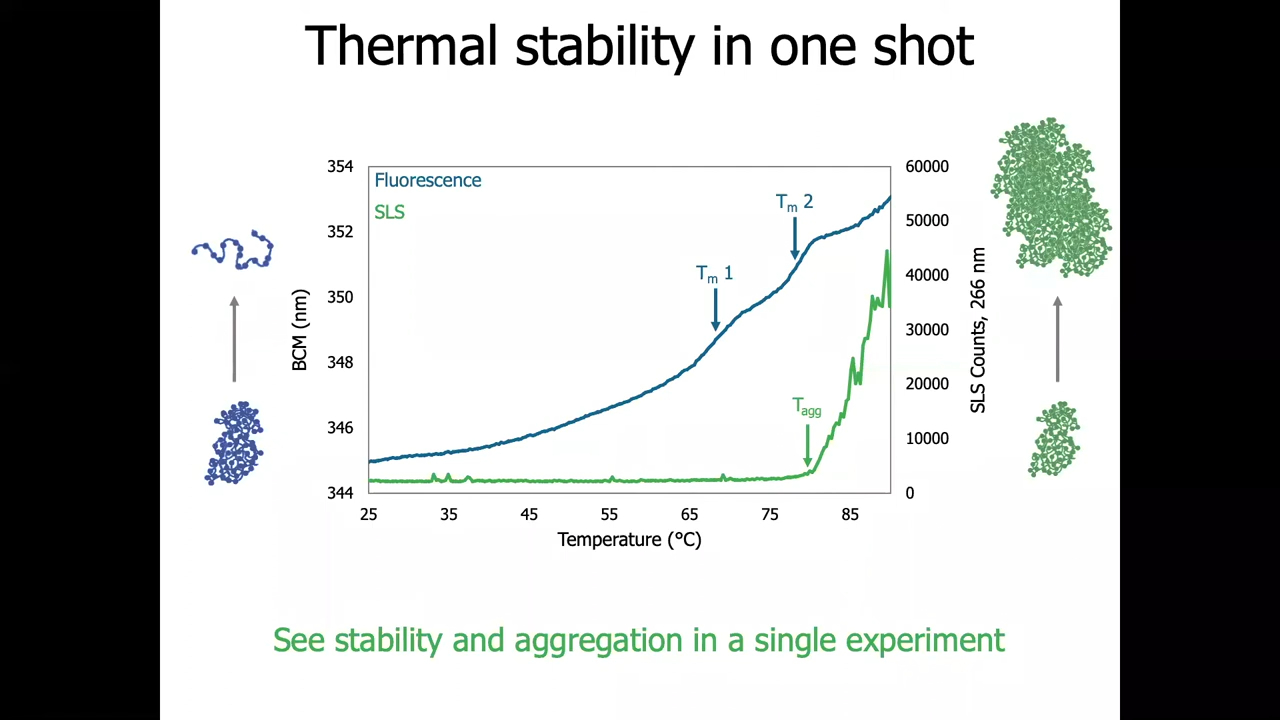 Thermal stability in one shot
Fluorescence
SLS
354
352
350
348
346
344
BCM (nm)
Tm 1
Tm 2
Tagg
60000
50000
40000
30000
20000
10000
0
SLS Counts, 266 nm
25 35 45 55 65 75 85
Temperature (°C)
See stability and aggregation in a single experiment